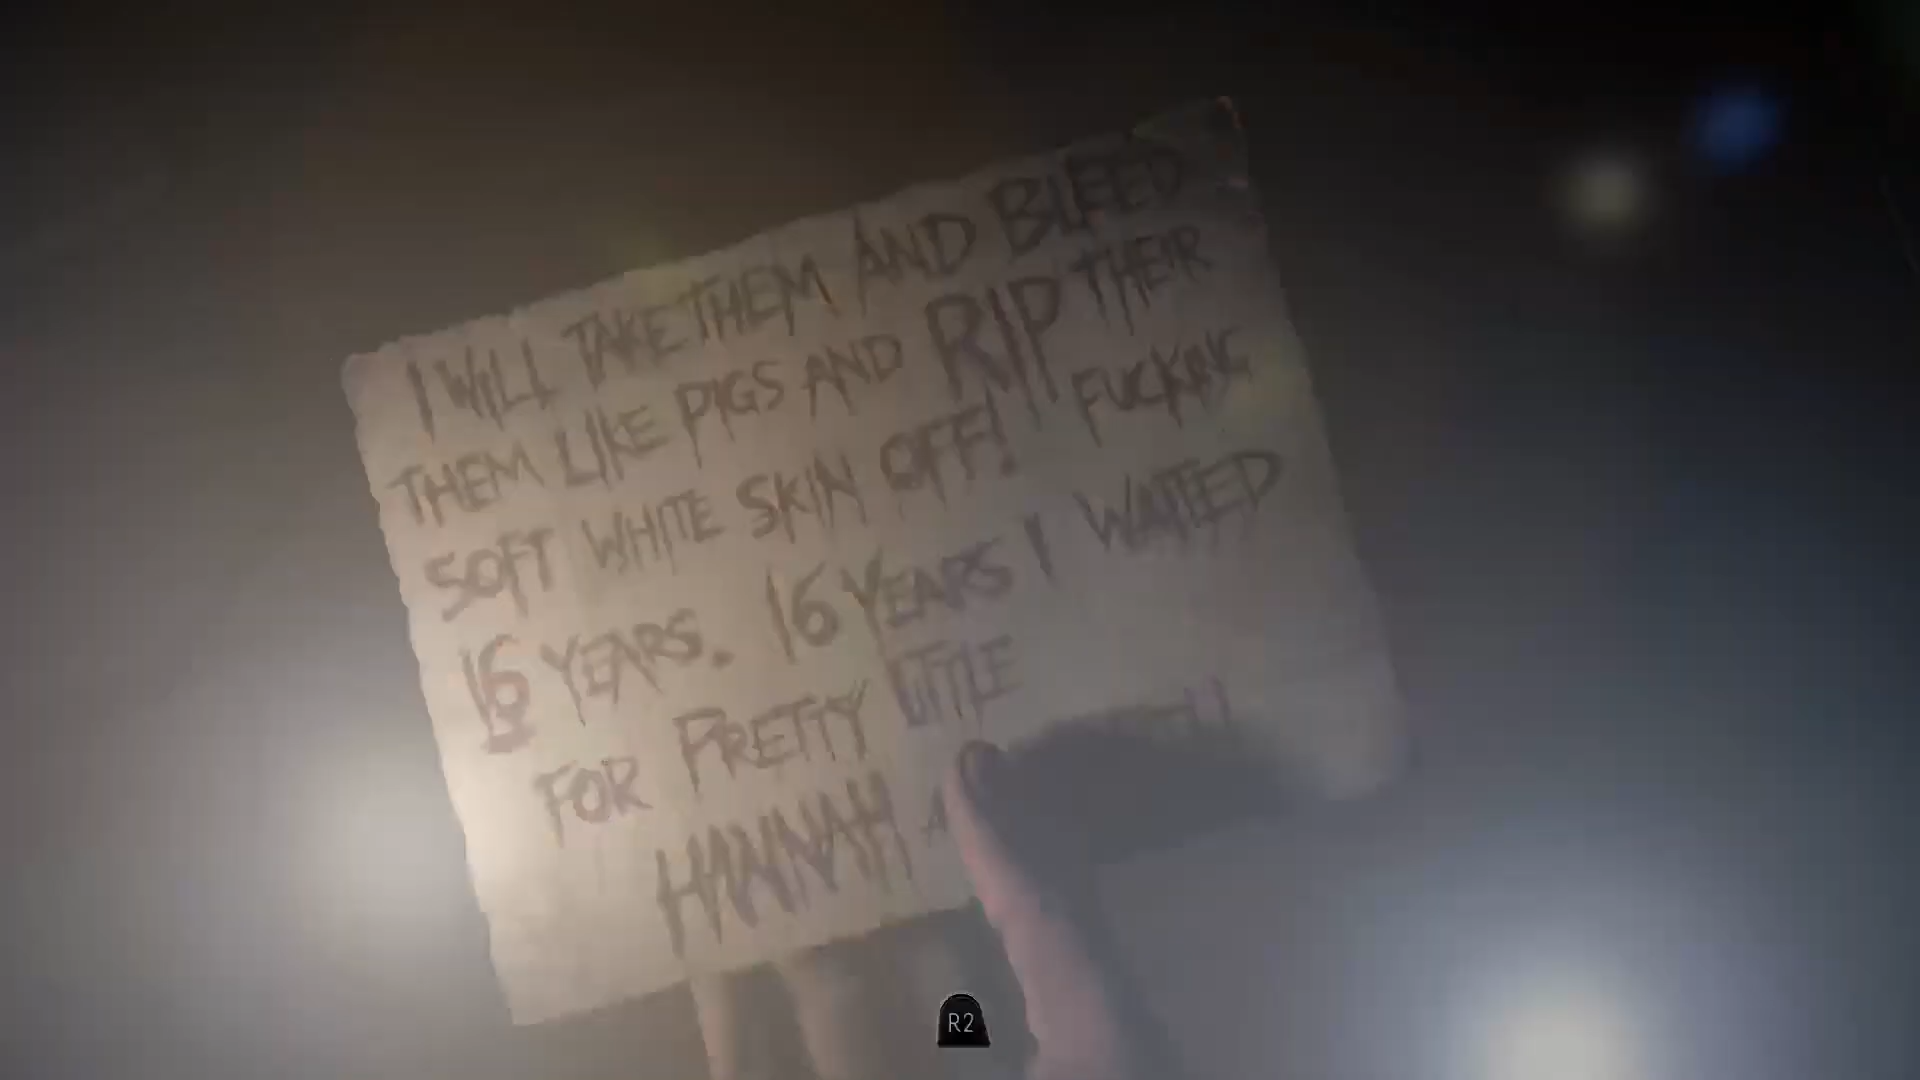 I WILL TAKE THEM AND BLEED
THEM LIKE PIGS AND RIP THEIR
SOFT WHITE SKIN OFF! FUCKING
16 YEARS. 16 YEARS I WAITED
FOR PRETTY LITTLE
HANNAH
R2